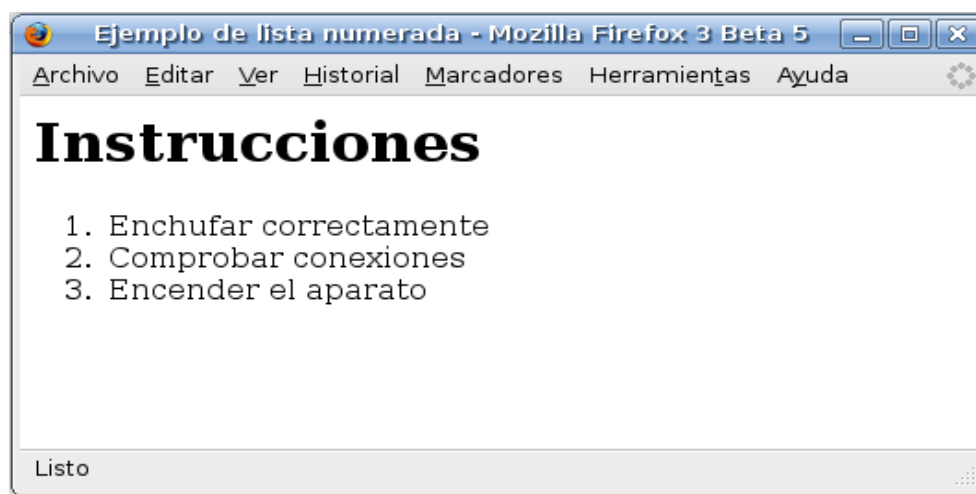 Ejemplo de lista numerada - Mozilla Firefox 3 Beta 5
Archivo Editar Ver Historial Marcadores Herramientas Ayuda
Instrucciones
1. Enchufar correctamente
2. Comprobar conexiones
3. Encender el aparato
Listo